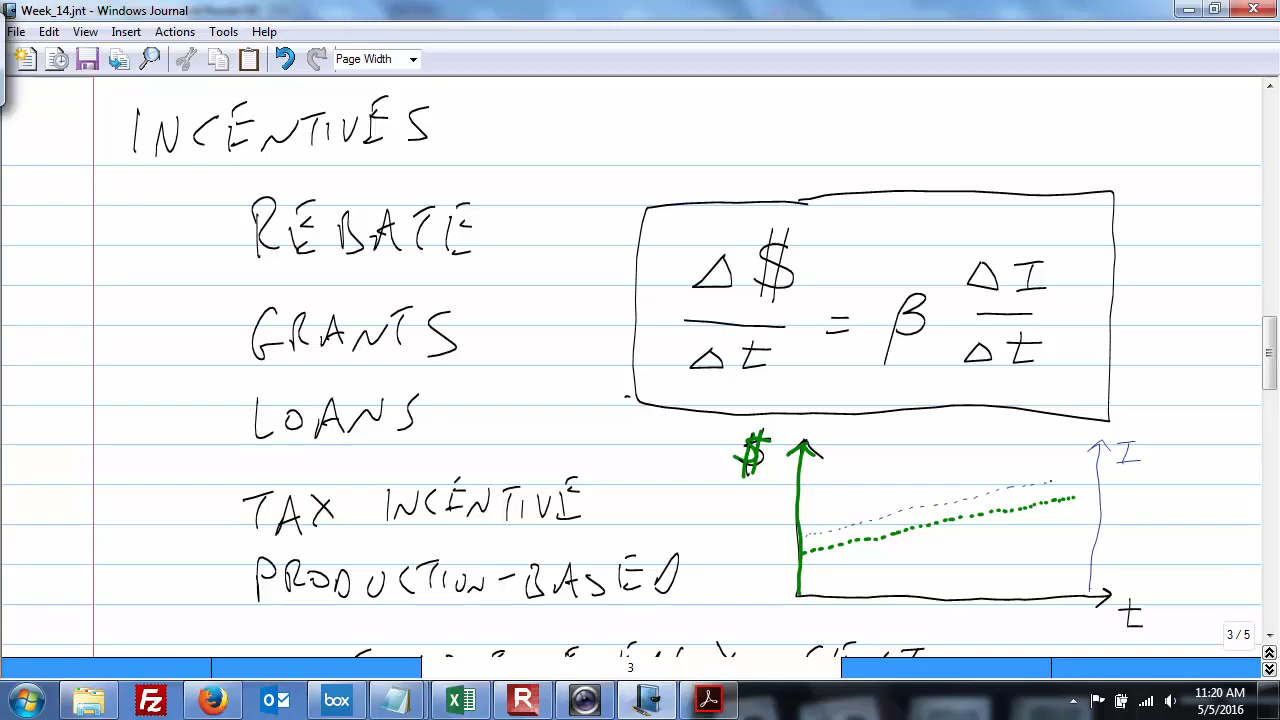 Week_14.jnt - Windows Journal
File Edit View Insert Actions Tools Help
Page Width
INCENTIVES
REBATE
GRANTS
LOANS
TAX INCENTIVE
PRODUCTION-BASED
Δ$/Δt = β ΔI/Δt
$
I
t
3/5
3
box
11:20 AM
5/5/2016